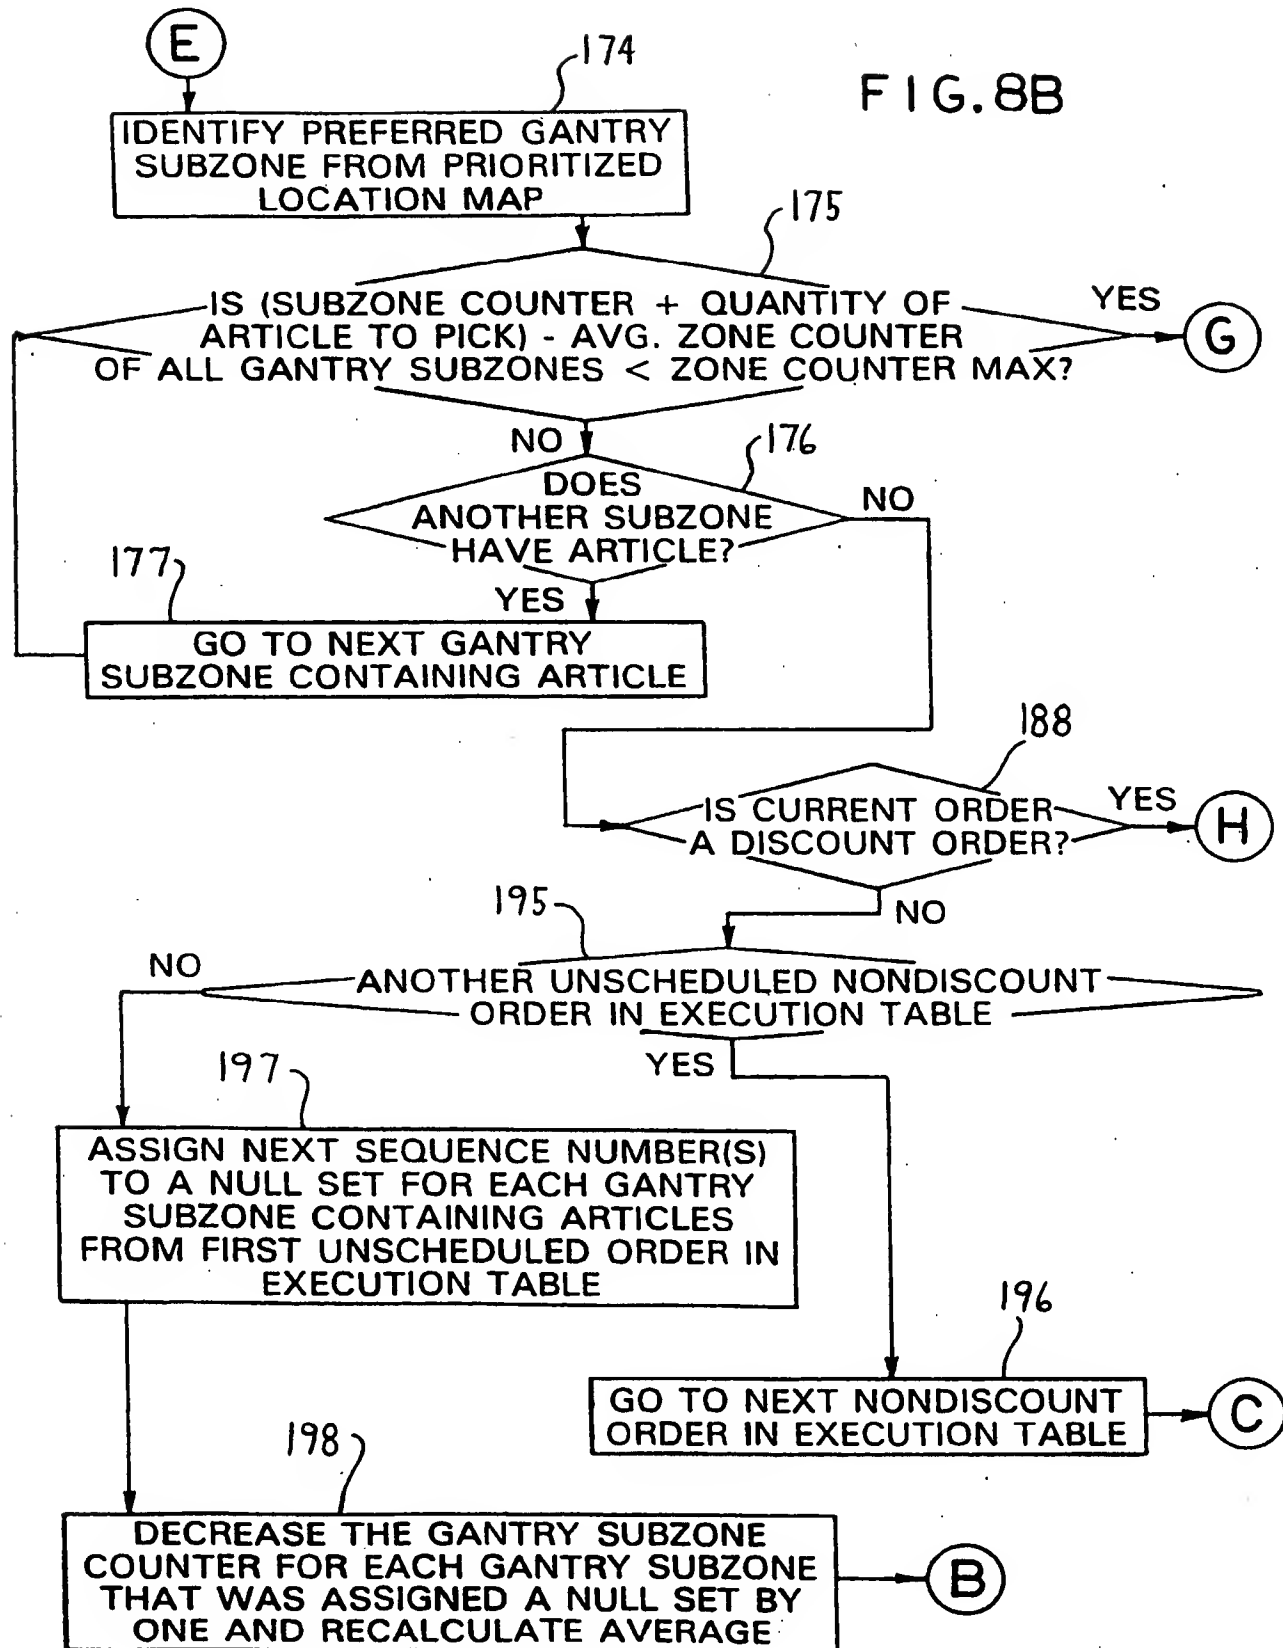 E
174
FIG.8B
IDENTIFY PREFERRED GANTRY
SUBZONE FROM PRIORITIZED
LOCATION MAP
175
IS (SUBZONE COUNTER + QUANTITY OF
ARTICLE TO PICK) - AVG. ZONE COUNTER
OF ALL GANTRY SUBZONES < ZONE COUNTER MAX?
YES
G
NO
176
DOES
ANOTHER SUBZONE
HAVE ARTICLE?
NO
177
YES
GO TO NEXT GANTRY
SUBZONE CONTAINING ARTICLE
188
IS CURRENT ORDER
A DISCOUNT ORDER?
YES
H
NO
195
NO
ANOTHER UNSCHEDULED NONDISCOUNT
ORDER IN EXECUTION TABLE
YES
197
ASSIGN NEXT SEQUENCE NUMBER(S)
TO A NULL SET FOR EACH GANTRY
SUBZONE CONTAINING ARTICLES
FROM FIRST UNSCHEDULED ORDER IN
EXECUTION TABLE
196
GO TO NEXT NONDISCOUNT
ORDER IN EXECUTION TABLE
C
198
DECREASE THE GANTRY SUBZONE
COUNTER FOR EACH GANTRY SUBZONE
THAT WAS ASSIGNED A NULL SET BY
ONE AND RECALCULATE AVERAGE
B